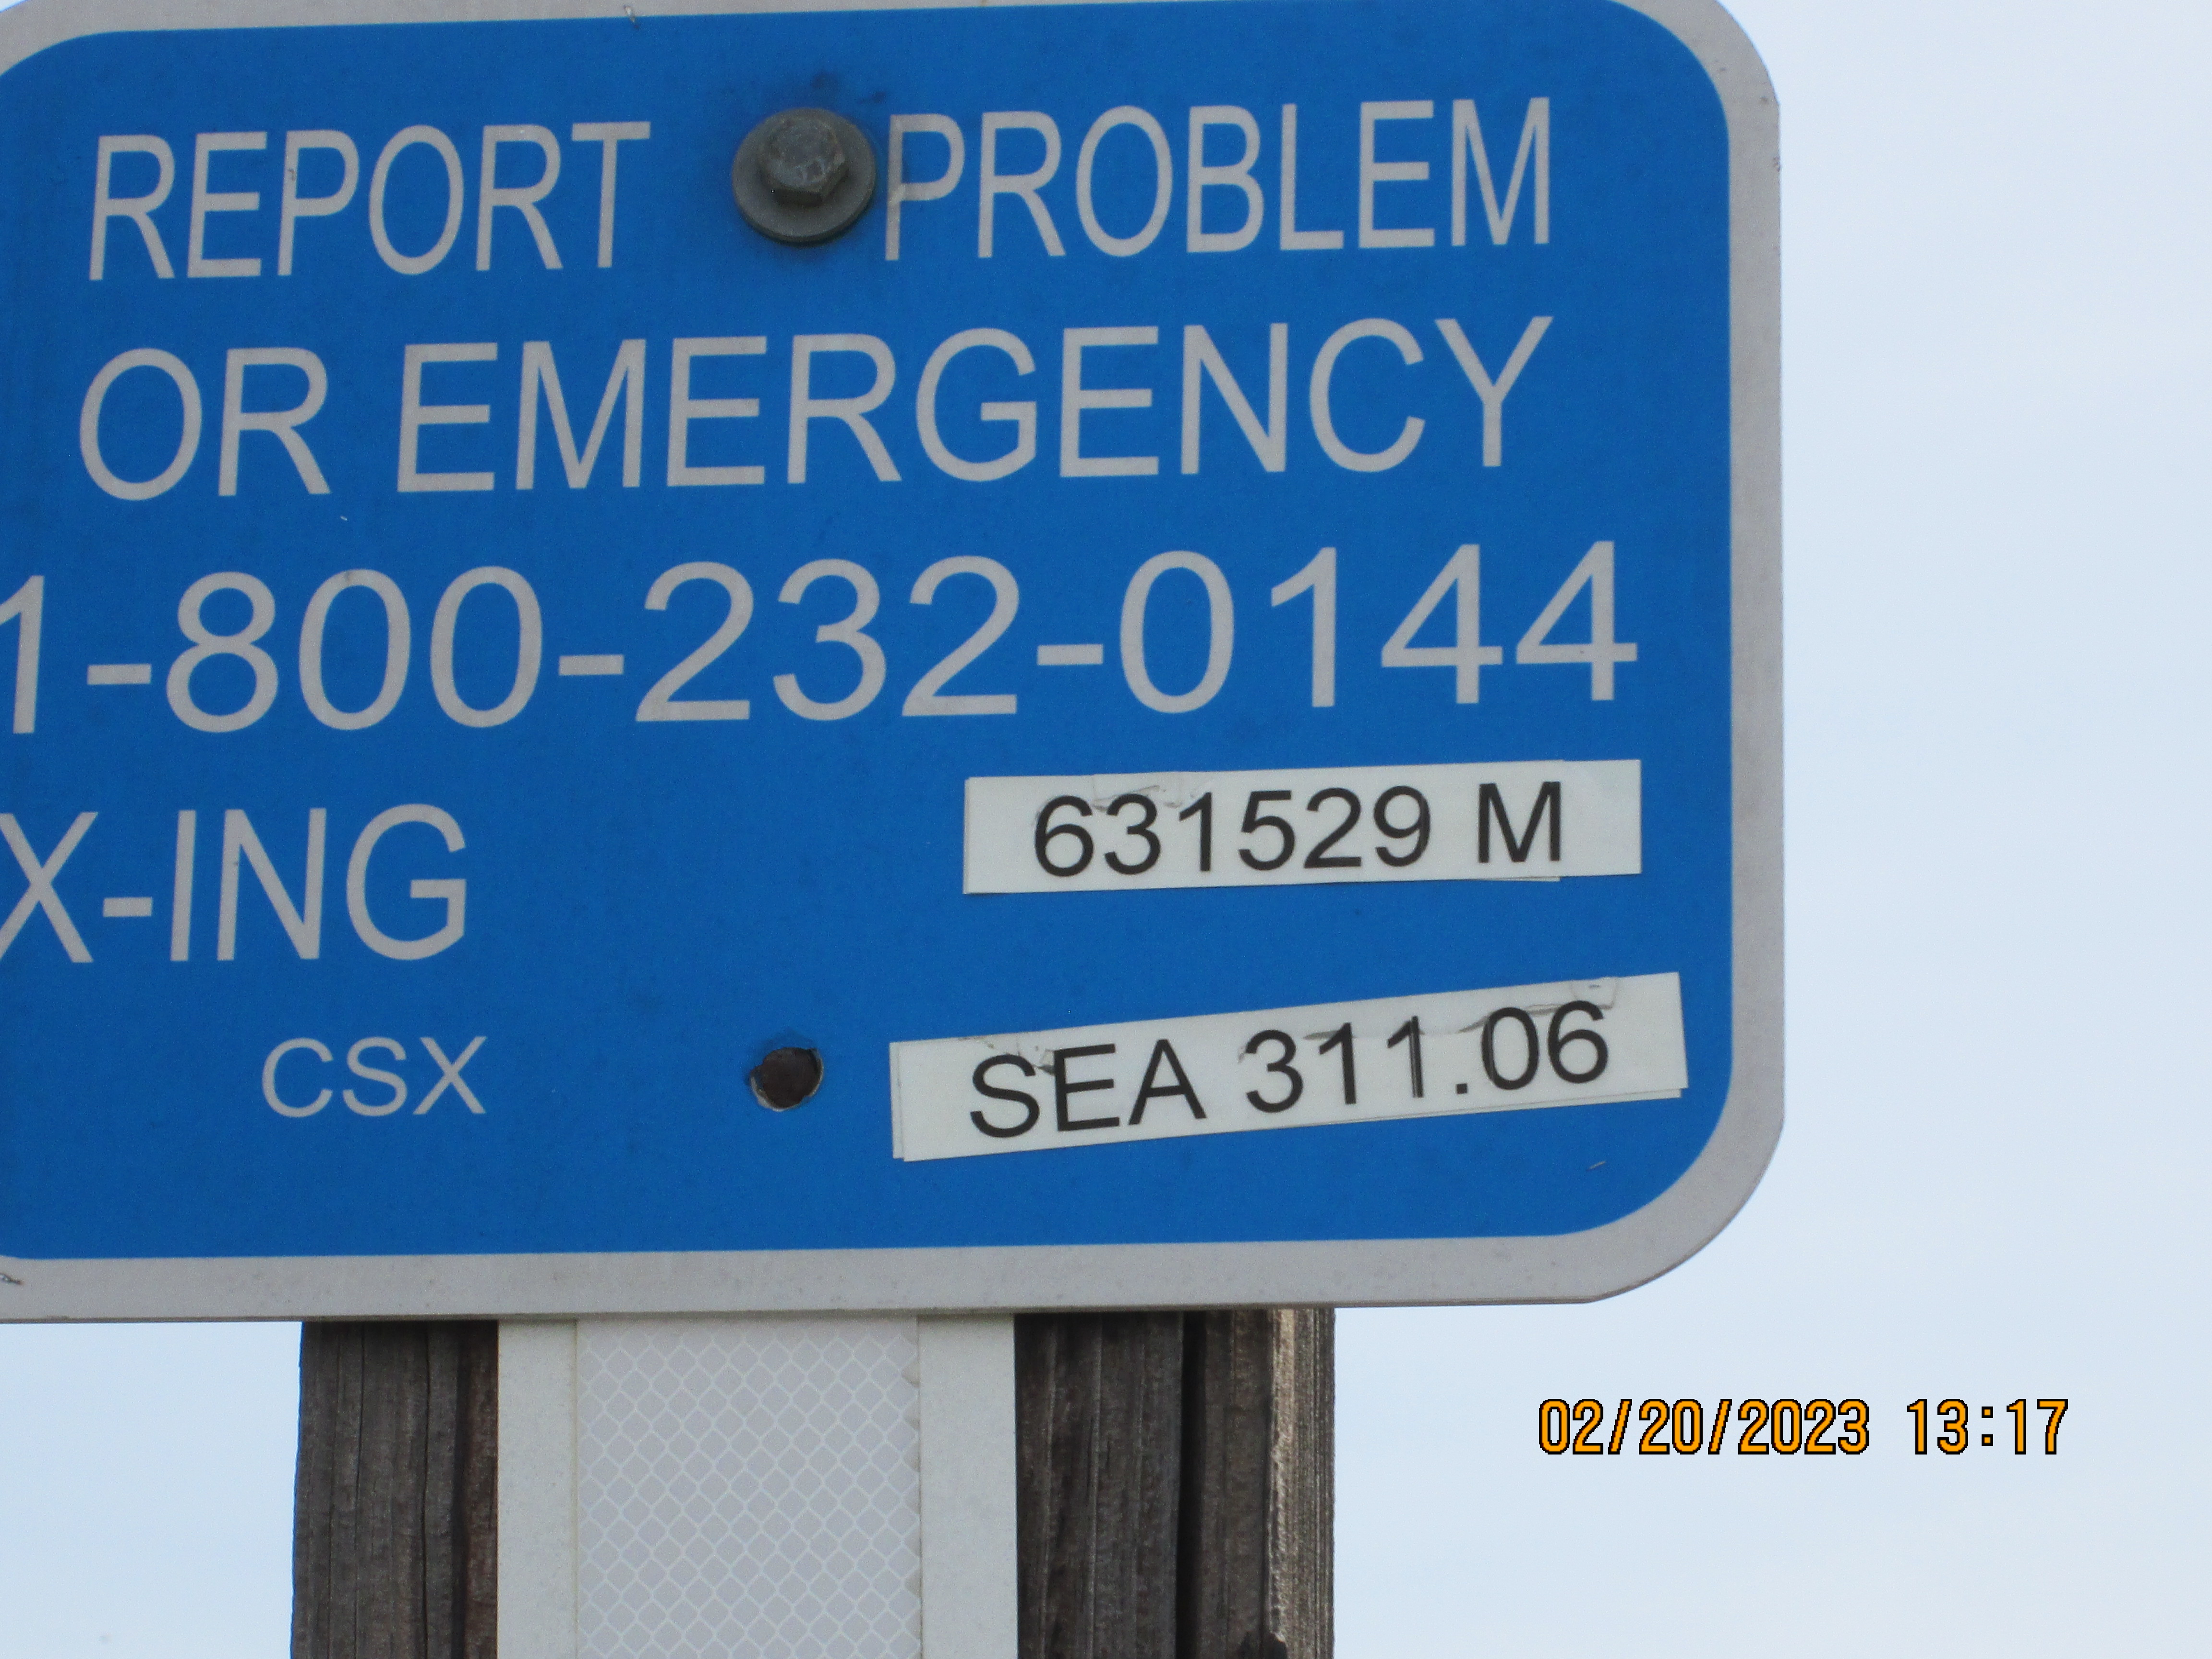 REPORT PROBLEM
OR EMERGENCY
1-800-232-0144
X-ING
631529 M
CSX
SEA 311.06
02/20/2023 13:17